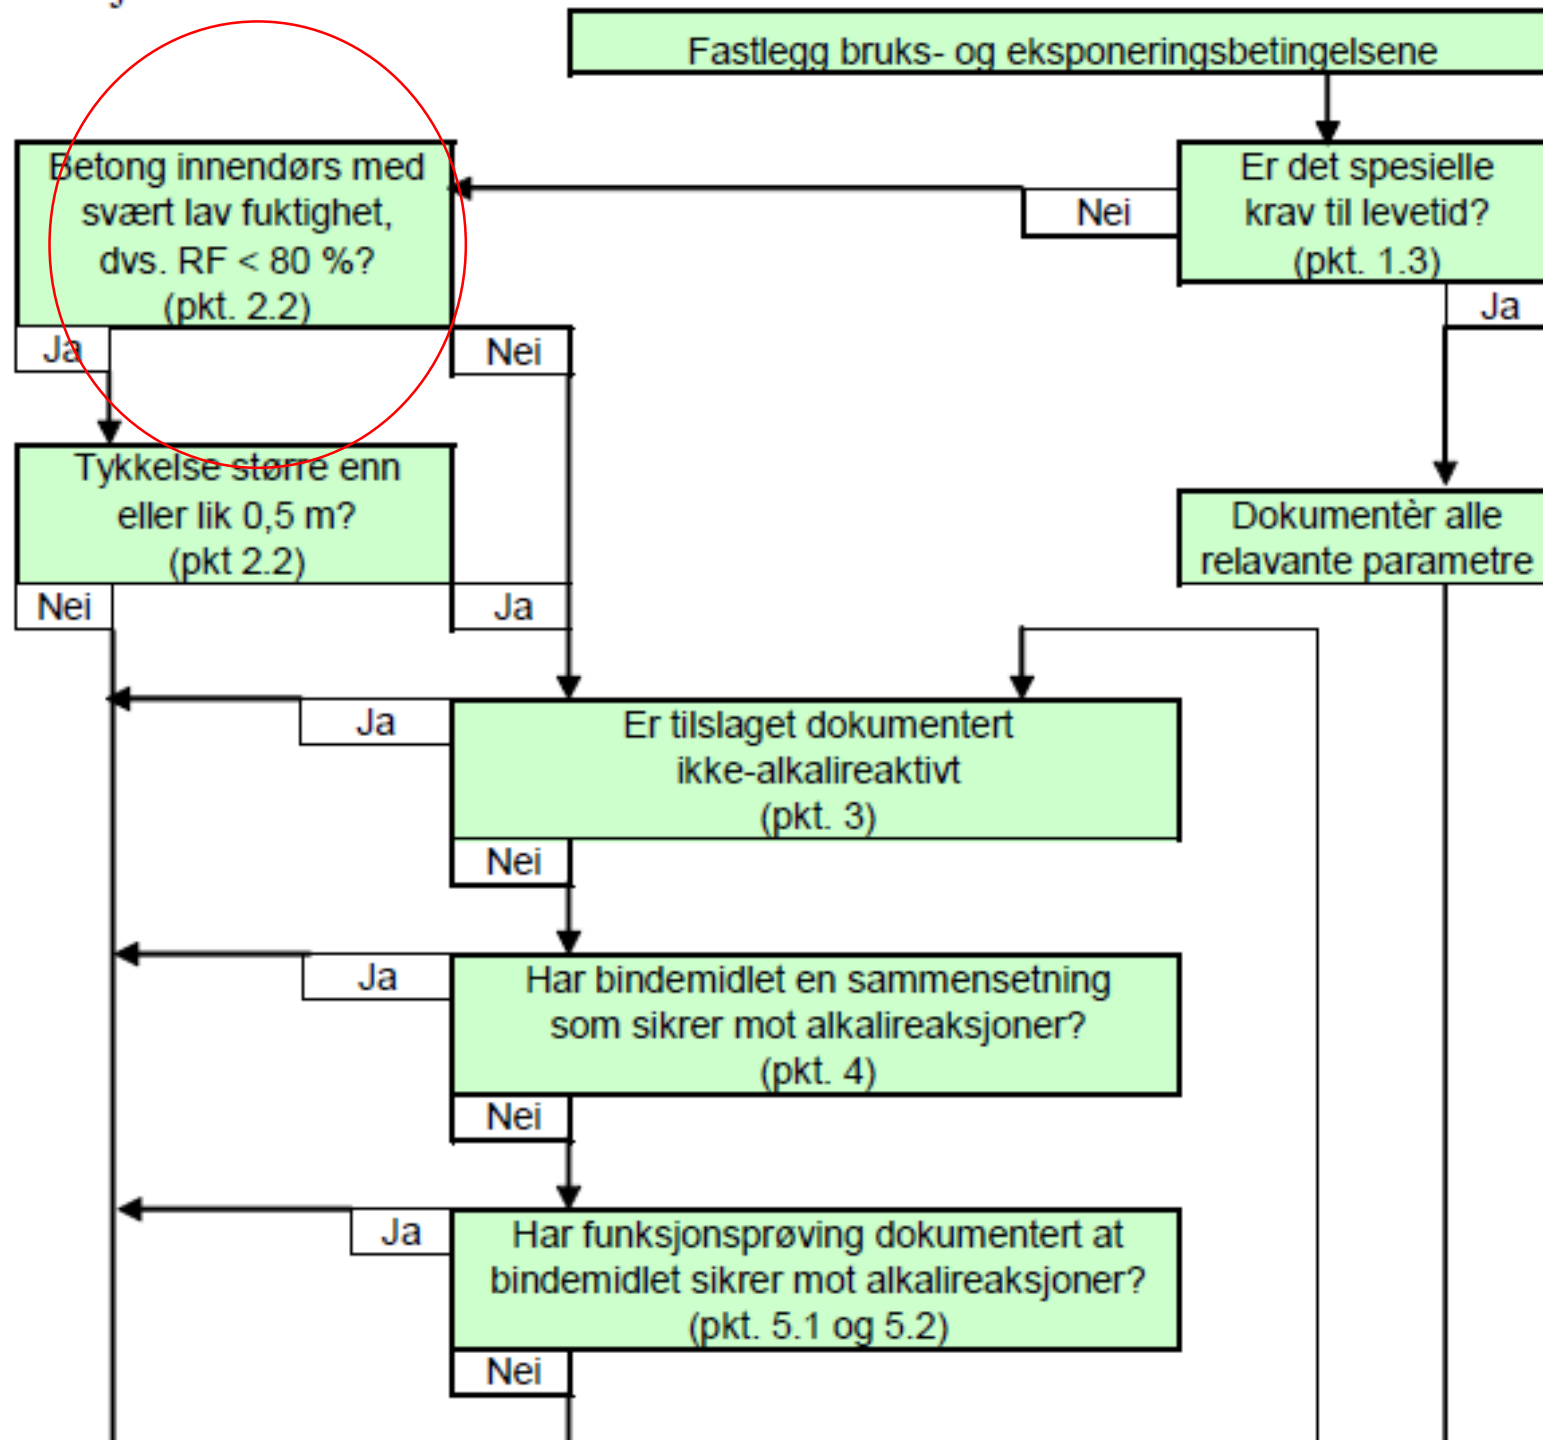 Fastlegg bruks- og eksponeringsbetingelsene
Betong innendørs med
svært lav fuktighet,
dvs. RF < 80 %?
(pkt. 2.2)
Nei
Er det spesielle
krav til levetid?
(pkt. 1.3)
Ja
Ja
Nei
Tykkelse større enn
eller lik 0,5 m?
(pkt 2.2)
Dokumentèr alle
relavante parametre
Nei
Ja
Ja
Er tilslaget dokumentert
ikke-alkalireaktivt
(pkt. 3)
Nei
Ja
Har bindemidlet en sammensetning
som sikrer mot alkalireaksjoner?
(pkt. 4)
Nei
Ja
Har funksjonsprøving dokumentert at
bindemidlet sikrer mot alkalireaksjoner?
(pkt. 5.1 og 5.2)
Nei